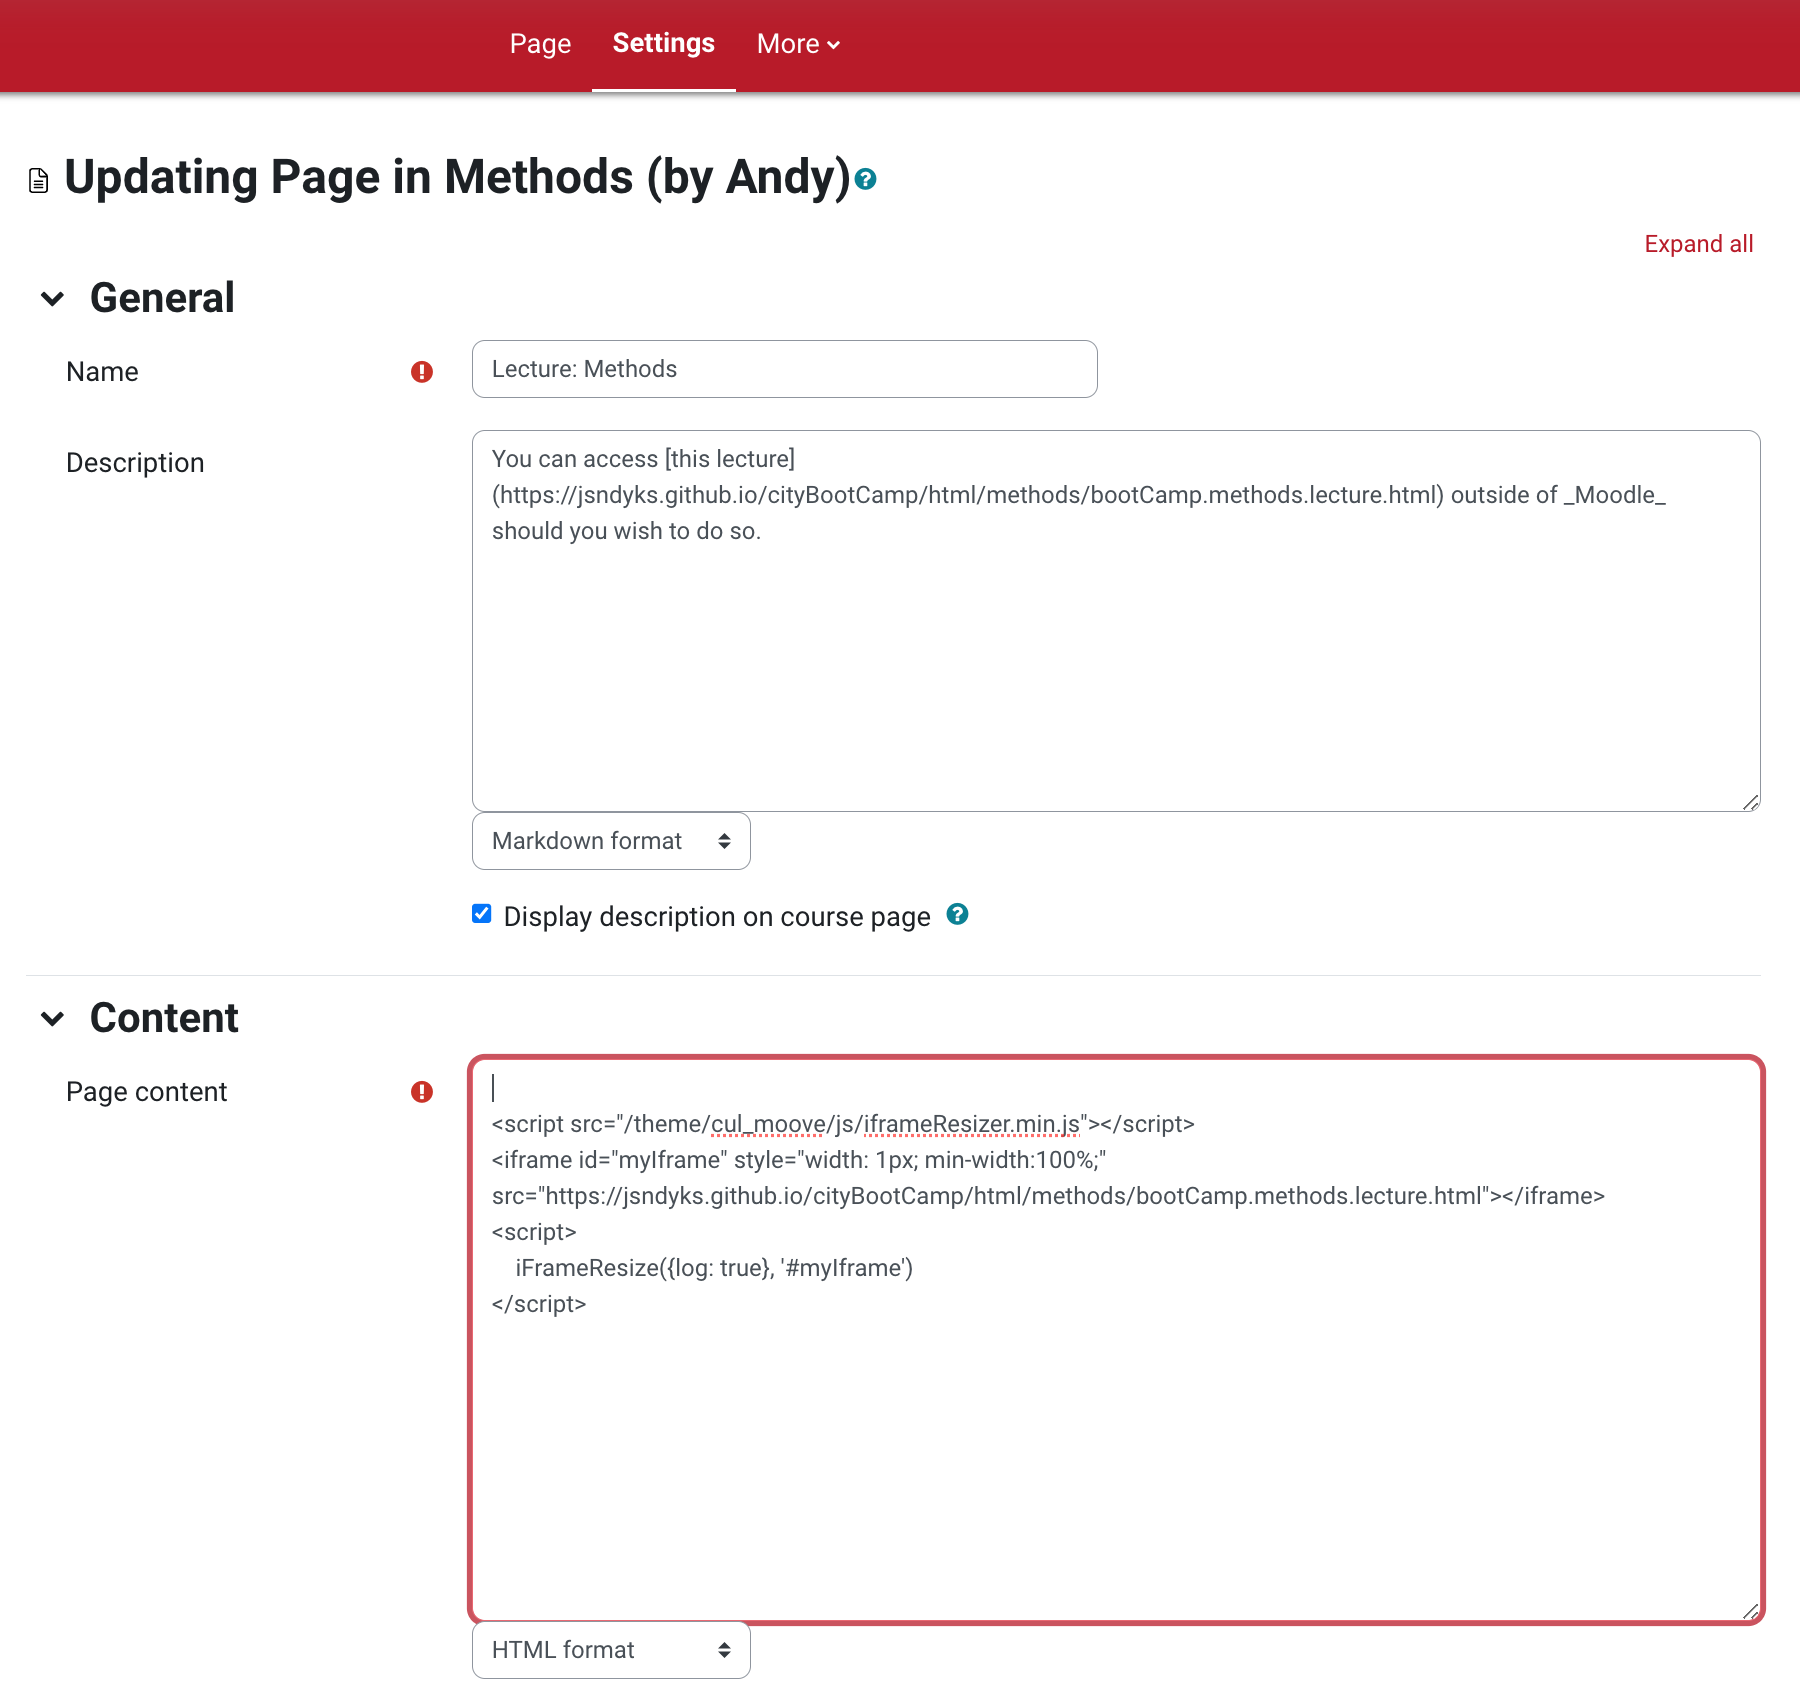 Page Settings More
Updating Page in Methods (by Andy)
Expand all
General
Name
Lecture: Methods
Description
You can access [this lecture]
(https://jsndyks.github.io/cityBootCamp/html/methods/bootCamp.methods.lecture.html) outside of _Moodle_
should you wish to do so.
Markdown format
Display description on course page
Content
Page content
<script src="/theme/cul_moove/js/iframeResizer.min.js"></script>
<iframe id="myIframe" style="width: 1px; min-width:100%;"
src="https://jsndyks.github.io/cityBootCamp/html/methods/bootCamp.methods.lecture.html"></iframe>
<script>
    iFrameResize({log: true}, '#myIframe')
</script>
HTML format